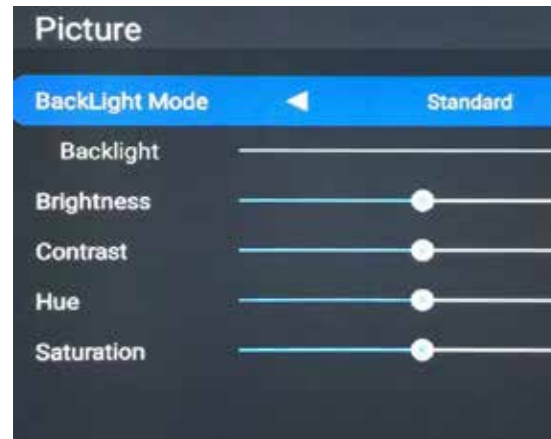 Picture
BackLight Mode Standard
Backlight
Brightness
Contrast
Hue
Saturation